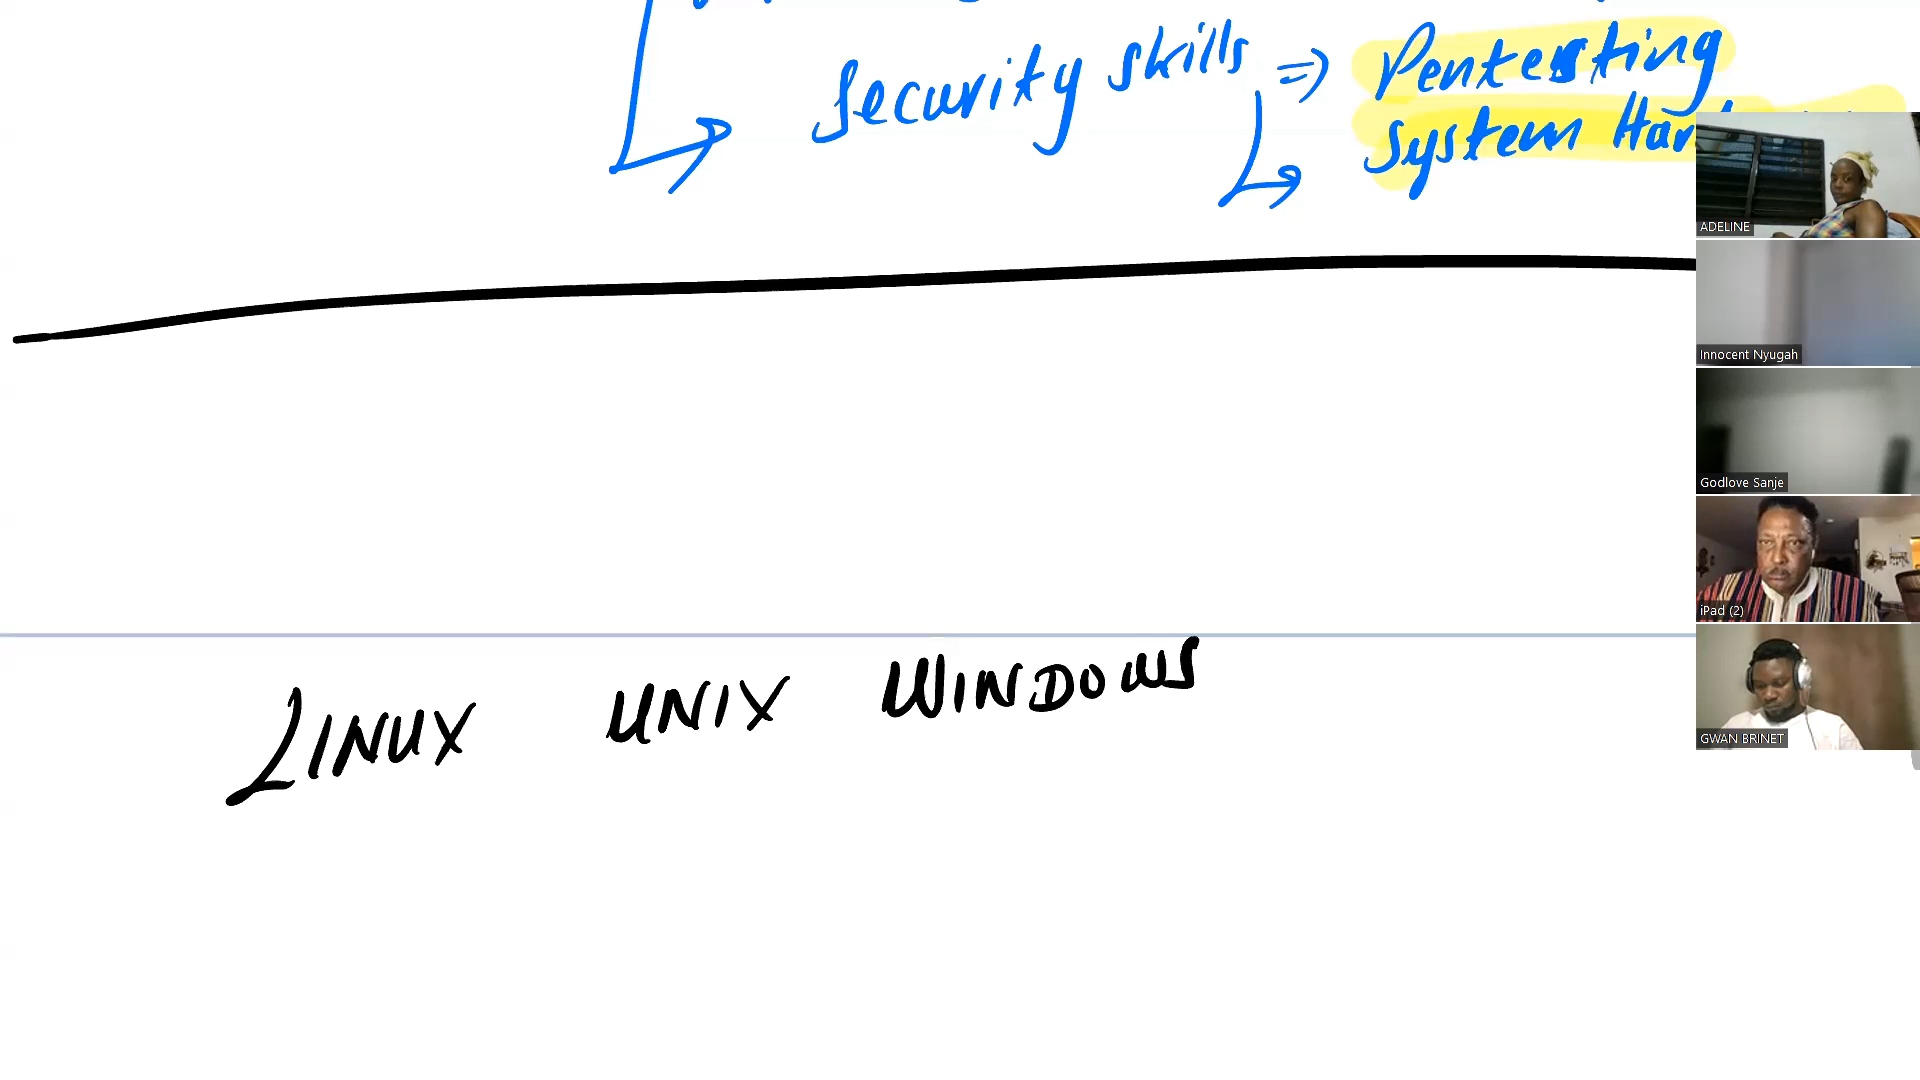 Security skills => Pentesting
System Har
LINUX UNIX WINDOWS
ADELINE
Innocent Nyugah
Godlove Sanje
iPad (2)
GWAN BRINET